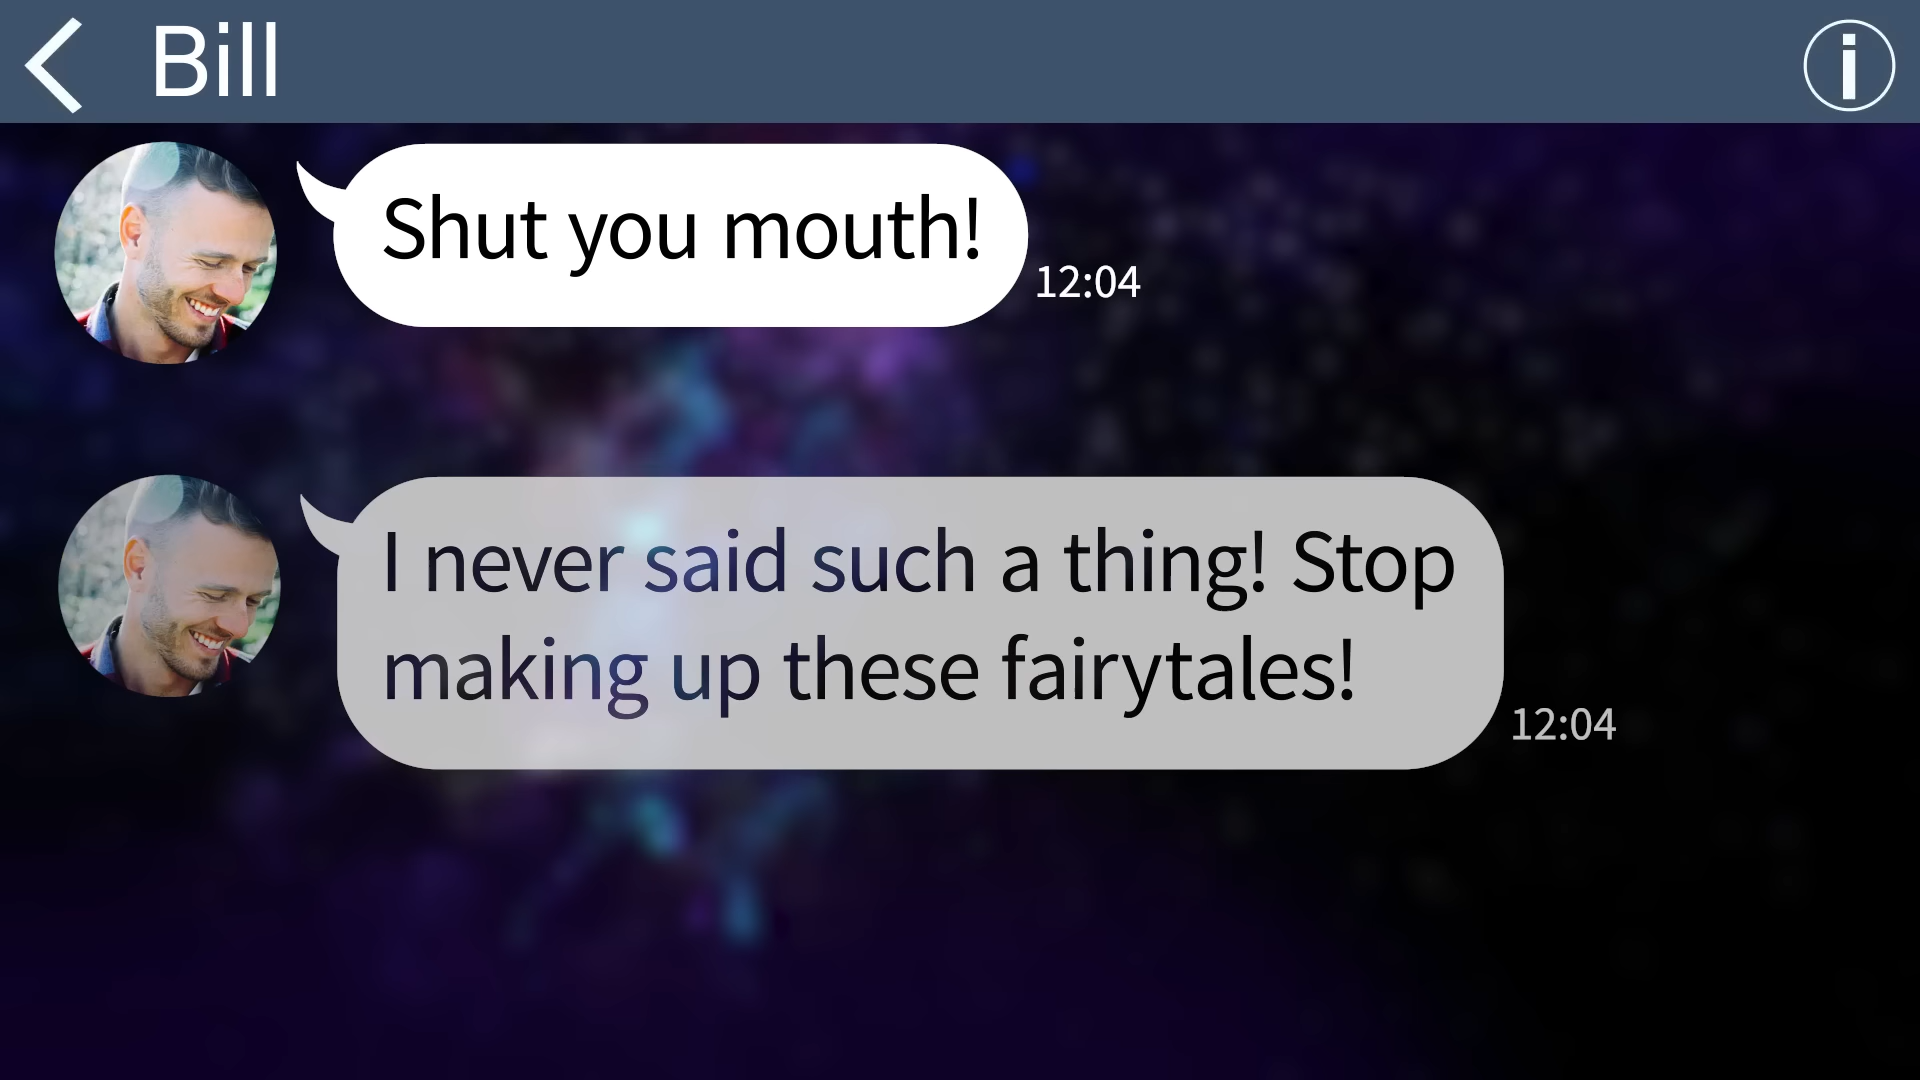 Bill
Shut you mouth!
12:04
I never said such a thing! Stop
making up these fairytales!
12:04